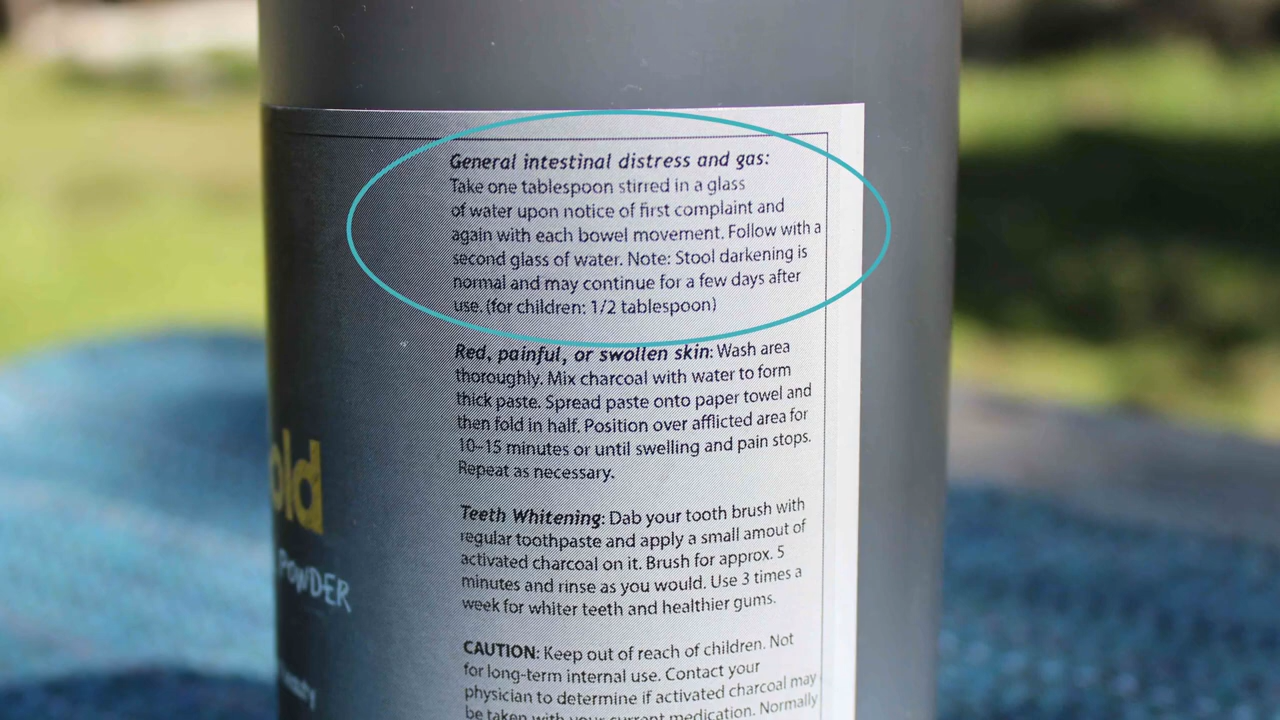 General intestinal distress and gas:
Take one tablespoon stirred in a glass
of water upon notice of first complaint and
again with each bowel movement. Follow with a
second glass of water. Note: Stool darkening is
normal and may continue for a few days after
use. (for children: 1/2 tablespoon)
Red, painful, or swollen skin: Wash area
thoroughly. Mix charcoal with water to form
thick paste. Spread paste onto paper towel and
then fold in half. Position over afflicted area for
10–15 minutes or until swelling and pain stops.
Repeat as necessary.
Teeth Whitening: Dab your tooth brush with
regular toothpaste and apply a small amout of
activated charcoal on it. Brush for approx. 5
minutes and rinse as you would. Use 3 times a
week for whiter teeth and healthier gums.
CAUTION: Keep out of reach of children. Not
for long-term internal use. Contact your
physician to determine if activated charcoal may
be taken with your current medication. Normally
old
POWDER